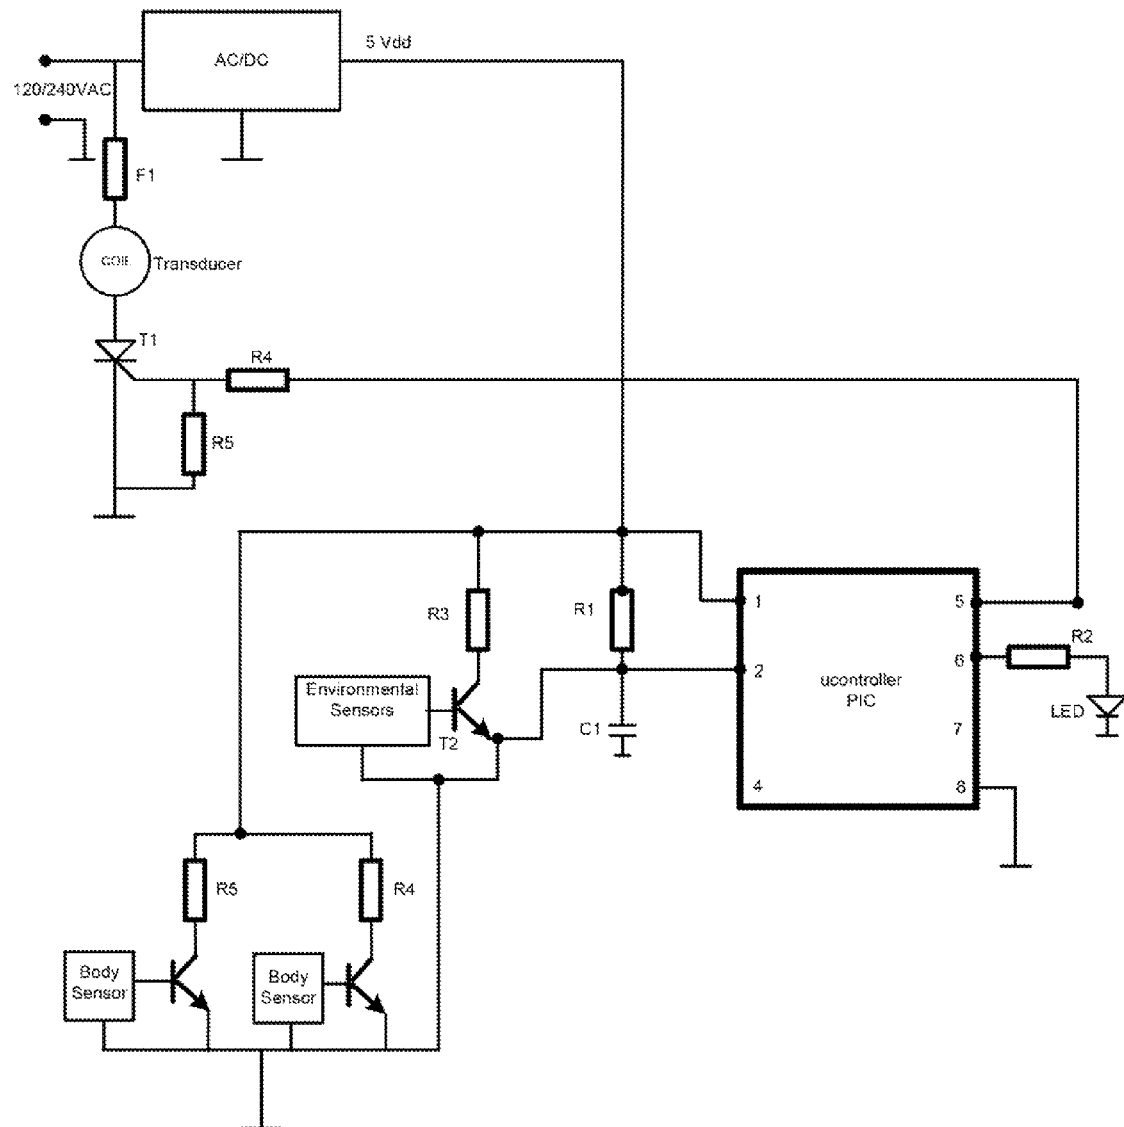 5 Vdd
AC/DC
120/240VAC
F1
COIL
Transducer
T1
R4
R5
R3
R1
1
5
R2
2
6
ucontroller
PIC
Environmental
Sensors
T2
C1
LED
7
4
8
R5
R4
Body
Sensor
Body
Sensor